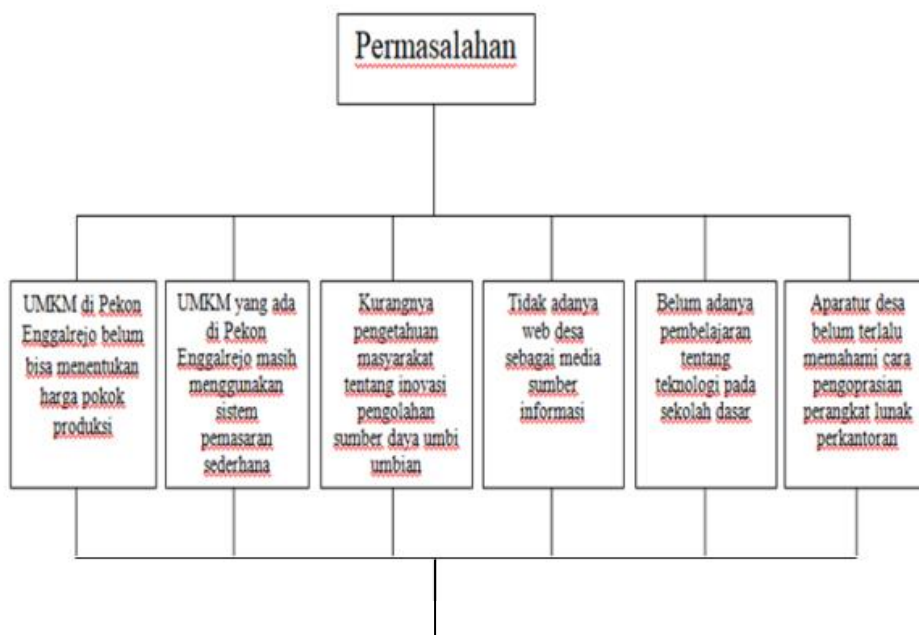 Permasalahan
UMKM di Pekon
Enggalrejo belum
bisa menentukan
harga pokok
produksi
UMKM yang ada
di Pekon
Enggalrejo masih
menggunakan
sistem
pemasaran
sederhana
Kurangnya
pengetahuan
masyarakat
tentang inovasi
pengolahan
sumber daya umbi
umbian
Tidak adanya
web desa
sebagai media
sumber
informasi
Belum adanya
pembelajaran
tentang
teknologi pada
sekolah dasar
Aparatur desa
belum terlalu
memahami cara
pengoprasian
perangkat lunak
perkantoran